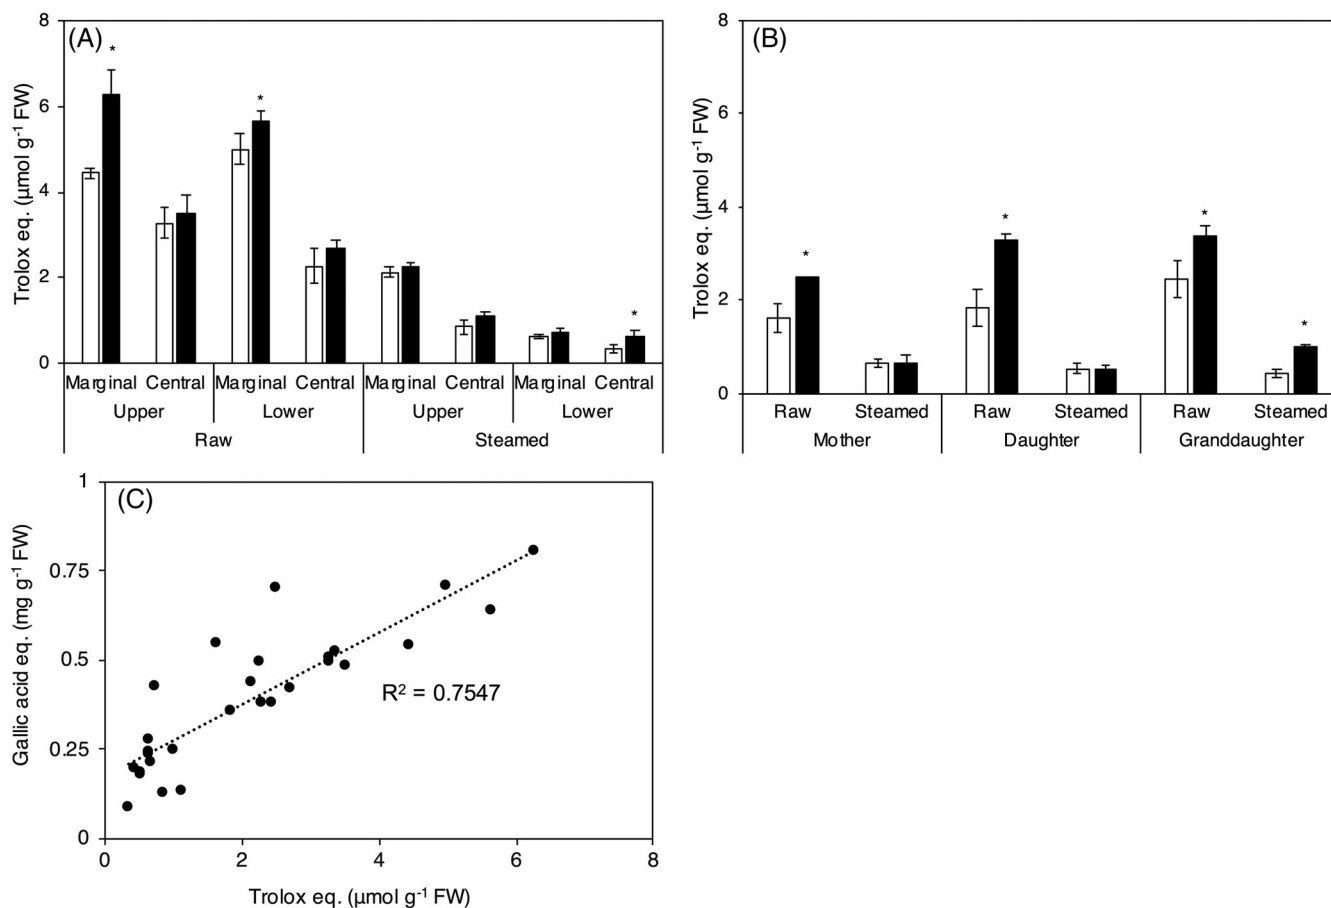 (A)
*
*
*
8
6
4
2
0
Trolox eq. (μmol g⁻¹ FW)
Marginal Central Marginal Central Marginal Central Marginal Central
Upper Lower Upper Lower
Raw Steamed
(B)
*
*
*
*
8
6
4
2
0
Trolox eq. (μmol g⁻¹ FW)
Raw Steamed Raw Steamed Raw Steamed
Mother Daughter Granddaughter
(C)
1
0.75
0.5
0.25
0
Gallic acid eq. (mg g⁻¹ FW)
R² = 0.7547
0 2 4 6 8
Trolox eq. (μmol g⁻¹ FW)